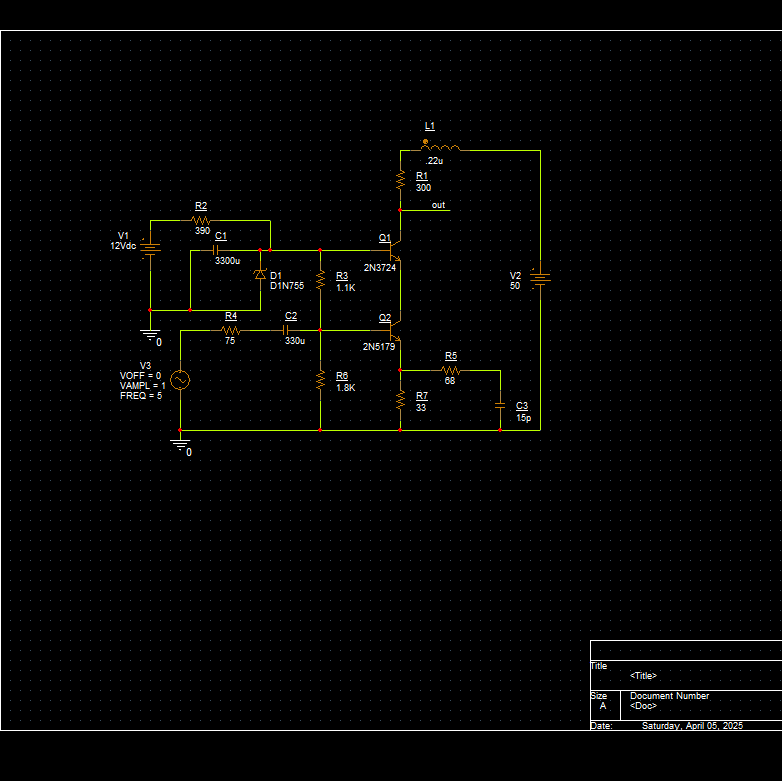 L1
.22u
R1
300
out
R2
390
V1
12Vdc
C1
3300u
Q1
2N3724
D1
D1N755
R3
1.1K
V2
50
0
R4
75
C2
330u
Q2
2N5179
V3
VOFF = 0
VAMPL = 1
FREQ = 5
R6
1.8K
R5
68
R7
33
C3
15p
0
Title
<Title>
Size
A
Document Number
<Doc>
Date:
Saturday, April 05, 2025